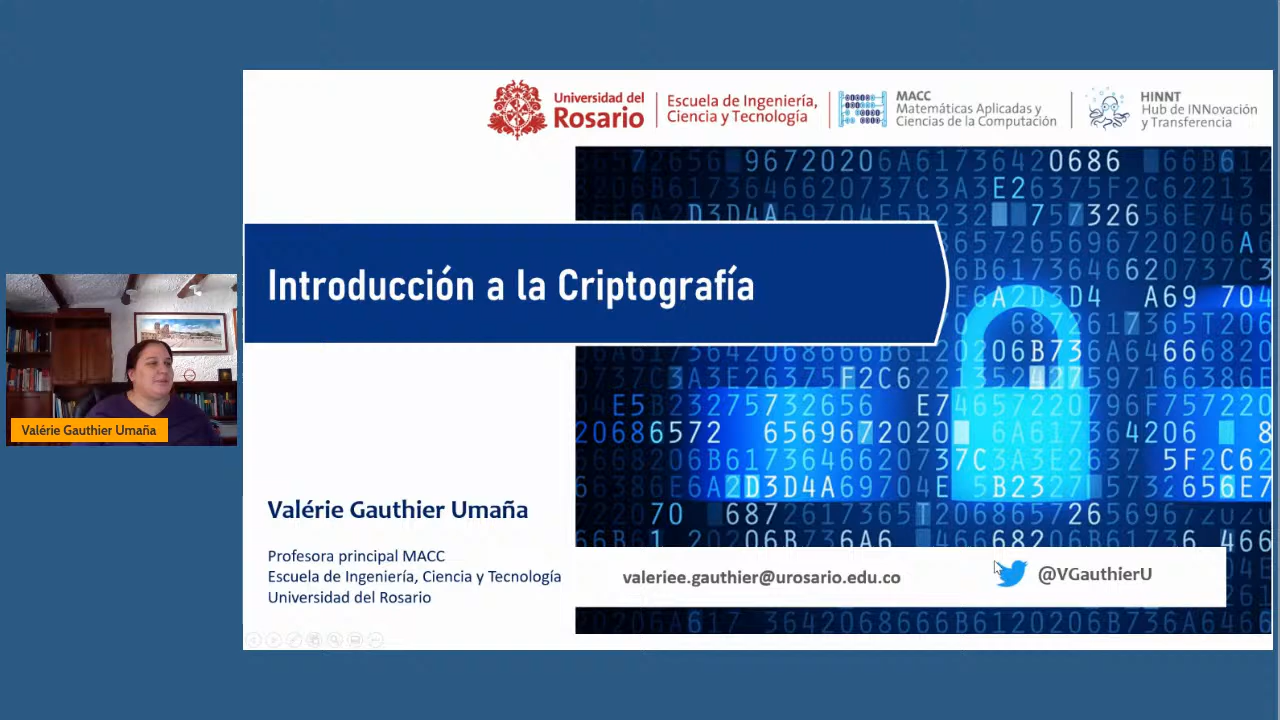 Universidad del
Rosario
Escuela de Ingeniería,
Ciencia y Tecnología
MACC
Matemáticas Aplicadas y
Ciencias de la Computación
HINNT
Hub de INNovación
y Transferencia
Introducción a la Criptografía
Valérie Gauthier Umaña
Valérie Gauthier Umaña
Profesora principal MACC
Escuela de Ingeniería, Ciencia y Tecnología
Universidad del Rosario
valeriee.gauthier@urosario.edu.co
@VGauthierU